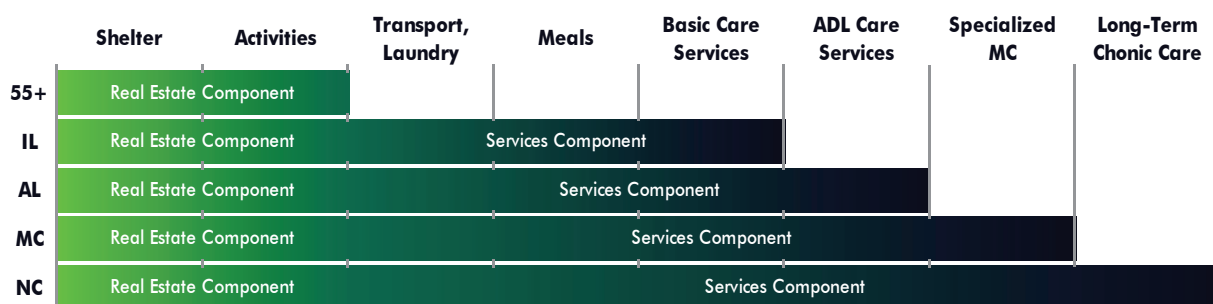 Shelter
Activities
Transport,
Laundry
Meals
Basic Care
Services
ADL Care
Services
Specialized
MC
Long-Term
Chonic Care
55+ Real Estate Component
IL Real Estate Component Services Component
AL Real Estate Component Services Component
MC Real Estate Component Services Component
NC Real Estate Component Services Component